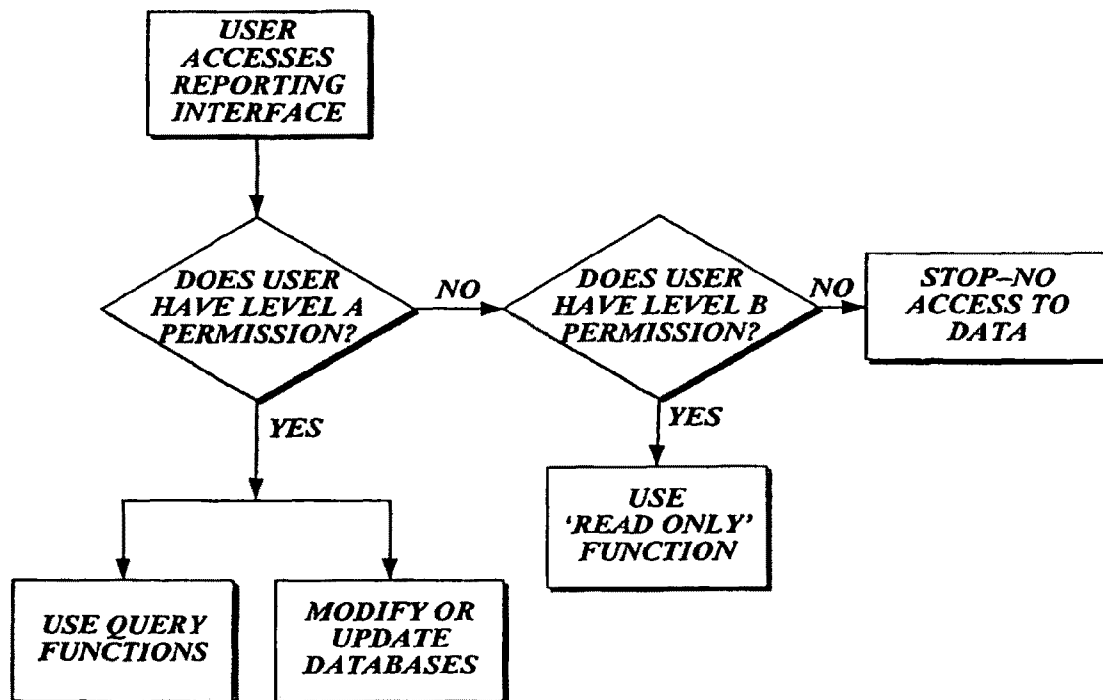 USER
ACCESSES
REPORTING
INTERFACE
DOES USER
HAVE LEVEL A
PERMISSION?
NO
DOES USER
HAVE LEVEL B
PERMISSION?
NO
STOP–NO
ACCESS TO
DATA
YES
YES
USE
‘READ ONLY’
FUNCTION
USE QUERY
FUNCTIONS
MODIFY OR
UPDATE
DATABASES